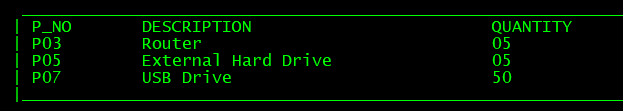 P_NO DESCRIPTION QUANTITY
P03 Router 05
P05 External Hard Drive 05
P07 USB Drive 50